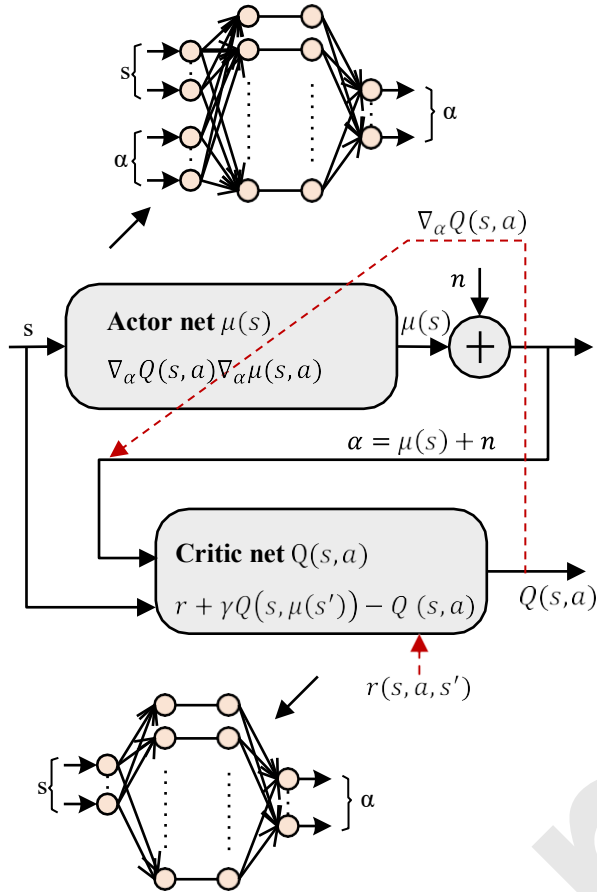 s
α
α
∇αQ(s,a)
n
s
Actor net μ(s)
μ(s)
+
∇αQ(s,a)∇αμ(s,a)
α = μ(s) + n
Critic net Q(s,a)
r + γQ(s,μ(s′)) − Q (s,a)
Q(s,a)
r(s,a,s′)
s
α